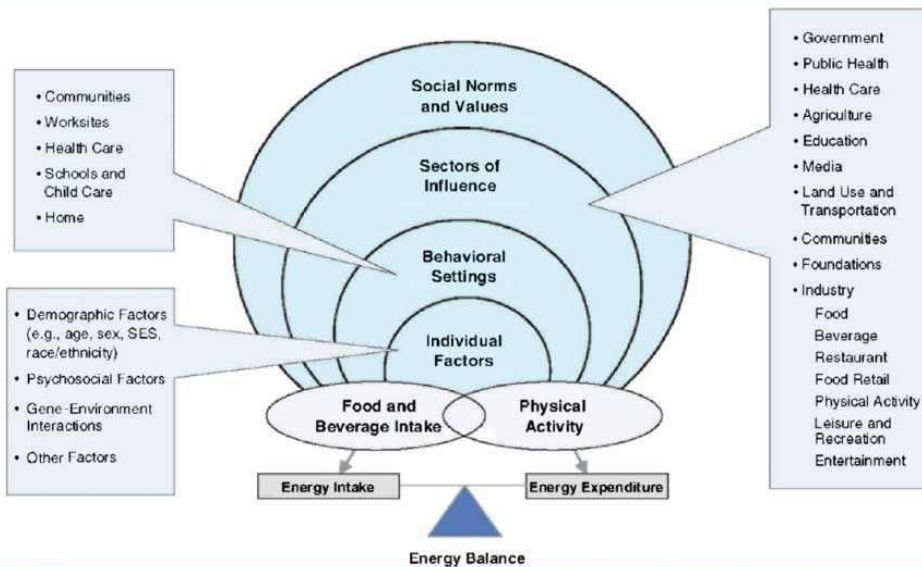 • Communities
• Worksites
• Health Care
• Schools and
Child Care
• Home
• Demographic Factors
(e.g., age, sex, SES,
race/ethnicity)
• Psychosocial Factors
• Gene-Environment
Interactions
• Other Factors
Social Norms
and Values
Sectors of
Influence
Behavioral
Settings
Individual
Factors
Food and
Beverage Intake
Physical
Activity
Energy Intake
Energy Expenditure
Energy Balance
• Government
• Public Health
• Health Care
• Agriculture
• Education
• Media
• Land Use and
Transportation
• Communities
• Foundations
• Industry
Food
Beverage
Restaurant
Food Retail
Physical Activity
Leisure and
Recreation
Entertainment